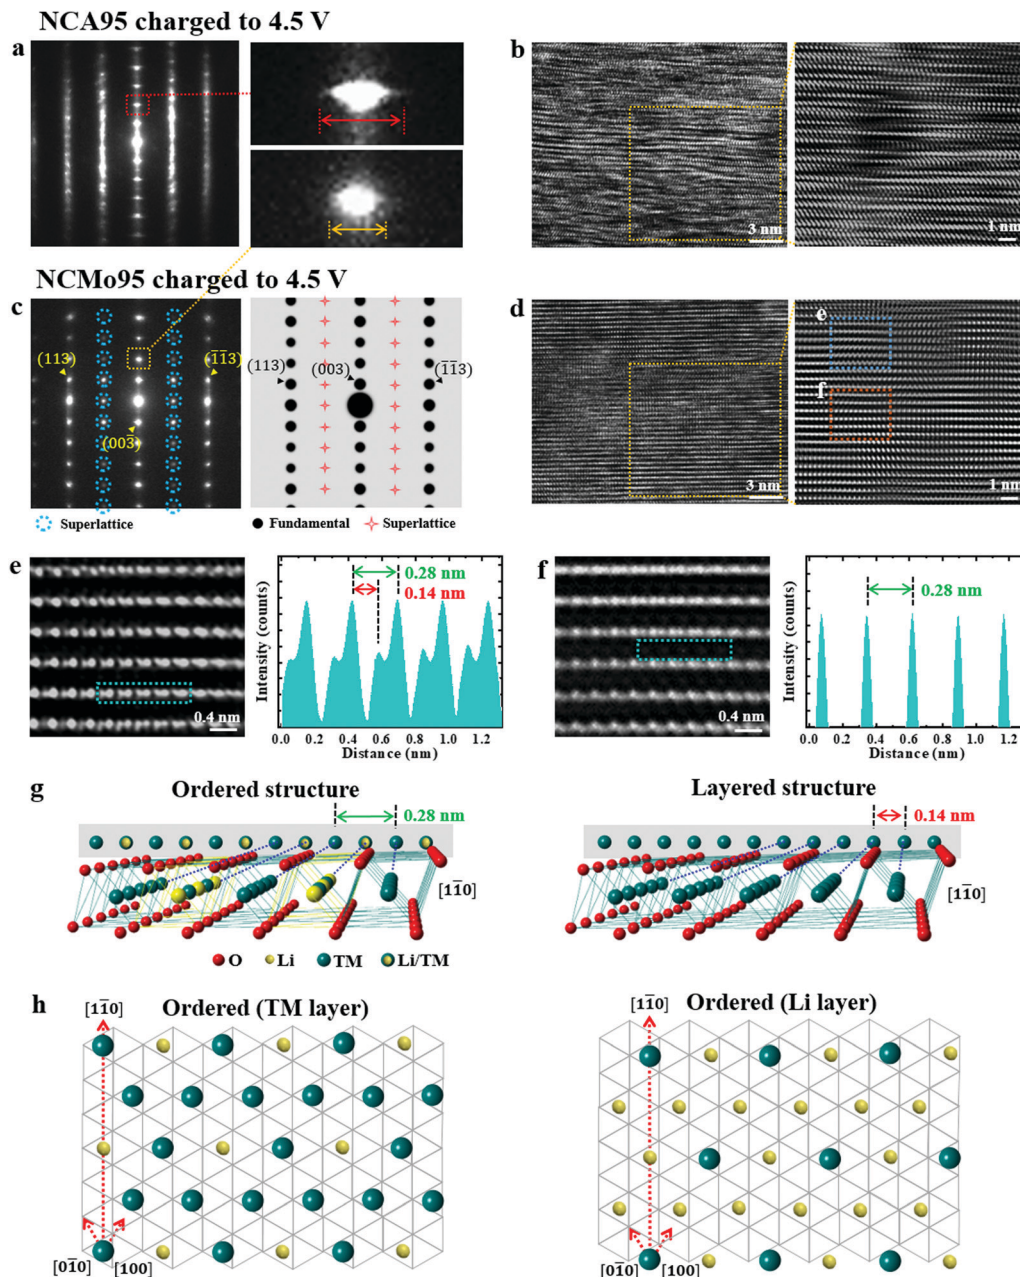 NCA95 charged to 4.5 V
a
b
3 nm
1 nm
NCMo95 charged to 4.5 V
c
(113)
(1̅1̅3)
(003̅)
(113)
(003)
(1̅1̅3)
Superlattice
Fundamental
Superlattice
d
3 nm
e
f
1 nm
e
0.4 nm
Intensity (counts)
0.28 nm
0.14 nm
0.0 0.2 0.4 0.6 0.8 1.0 1.2
Distance (nm)
f
0.4 nm
Intensity (counts)
0.28 nm
0.0 0.2 0.4 0.6 0.8 1.0 1.2
Distance (nm)
g
Ordered structure
0.28 nm
[11̅0]
Layered structure
0.14 nm
[11̅0]
O
Li
TM
Li/TM
h
[11̅0]
Ordered (TM layer)
[01̅0]
[100]
[11̅0]
Ordered (Li layer)
[01̅0]
[100]